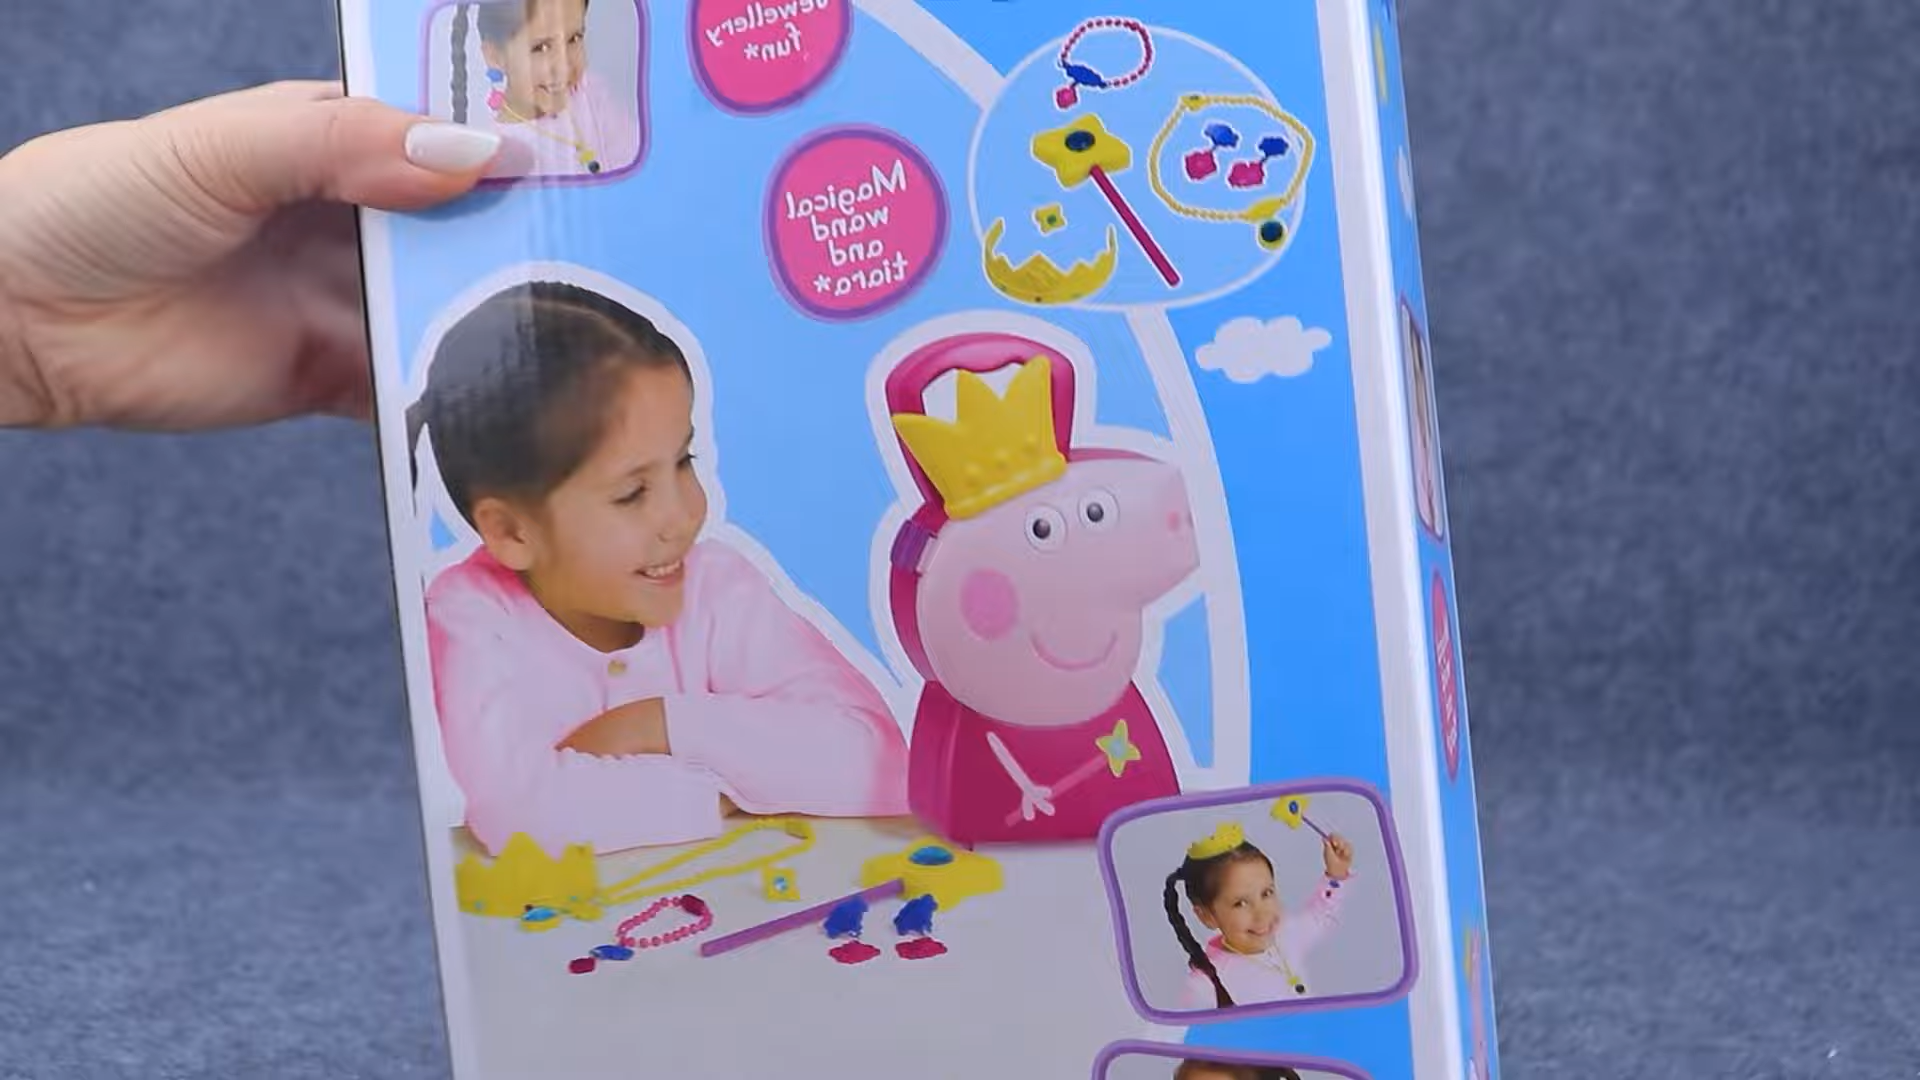 Jewellery
fun*
Magical
wand
and
tiara*